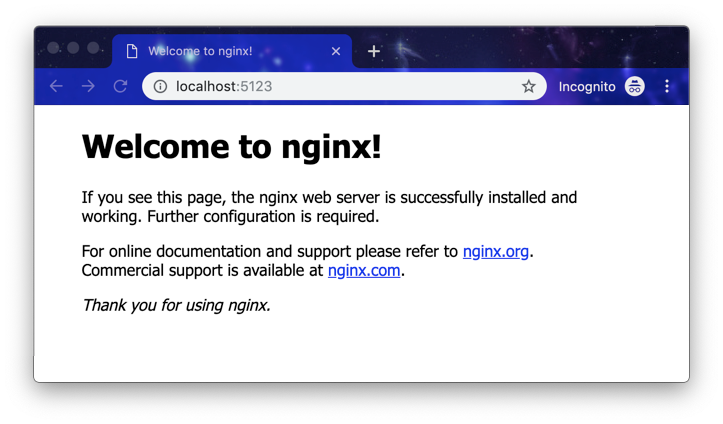 Welcome to nginx!
localhost:5123
Incognito
Welcome to nginx!
If you see this page, the nginx web server is successfully installed and
working. Further configuration is required.
For online documentation and support please refer to nginx.org.
Commercial support is available at nginx.com.
Thank you for using nginx.